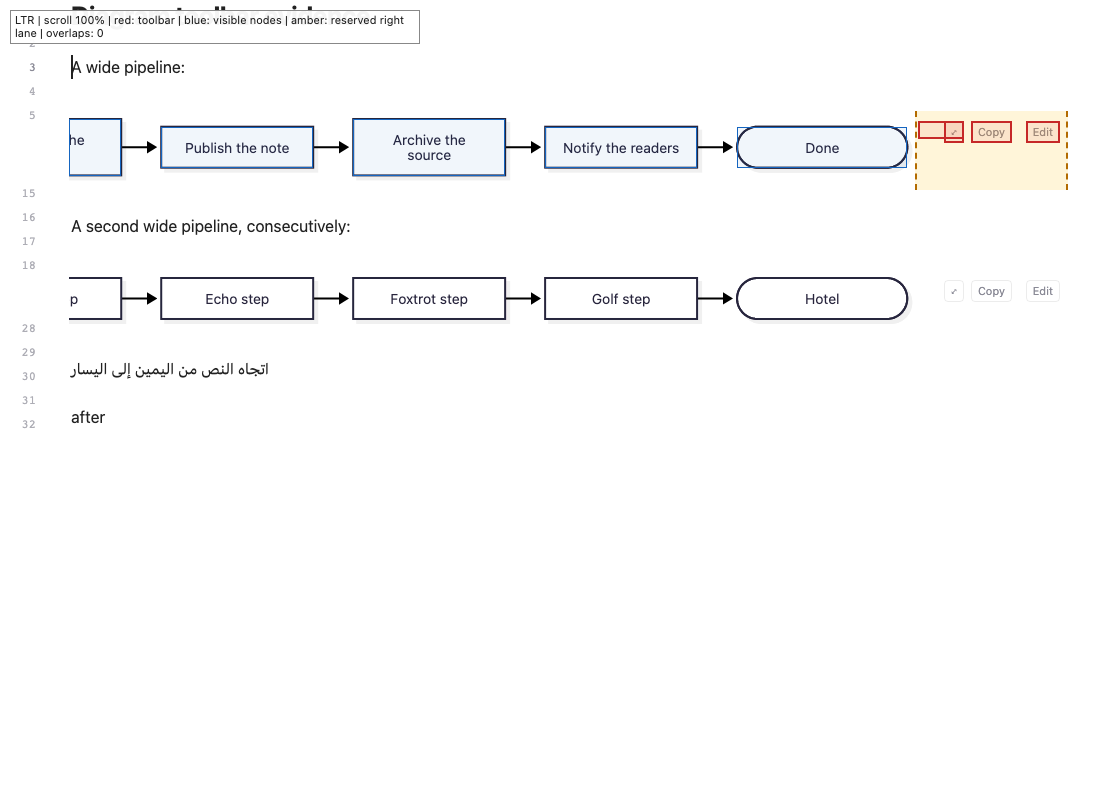 LTR | scroll 100% | red: toolbar | blue: visible nodes | amber: reserved right
lane | overlaps: 0
2
3 A wide pipeline:
4
5
he Publish the note Archive the source Notify the readers Done Copy Edit
15
16 A second wide pipeline, consecutively:
17
18
p Echo step Foxtrot step Golf step Hotel Copy Edit
28
29
30 اتجاه النص من اليمين إلى اليسار
31
32 after